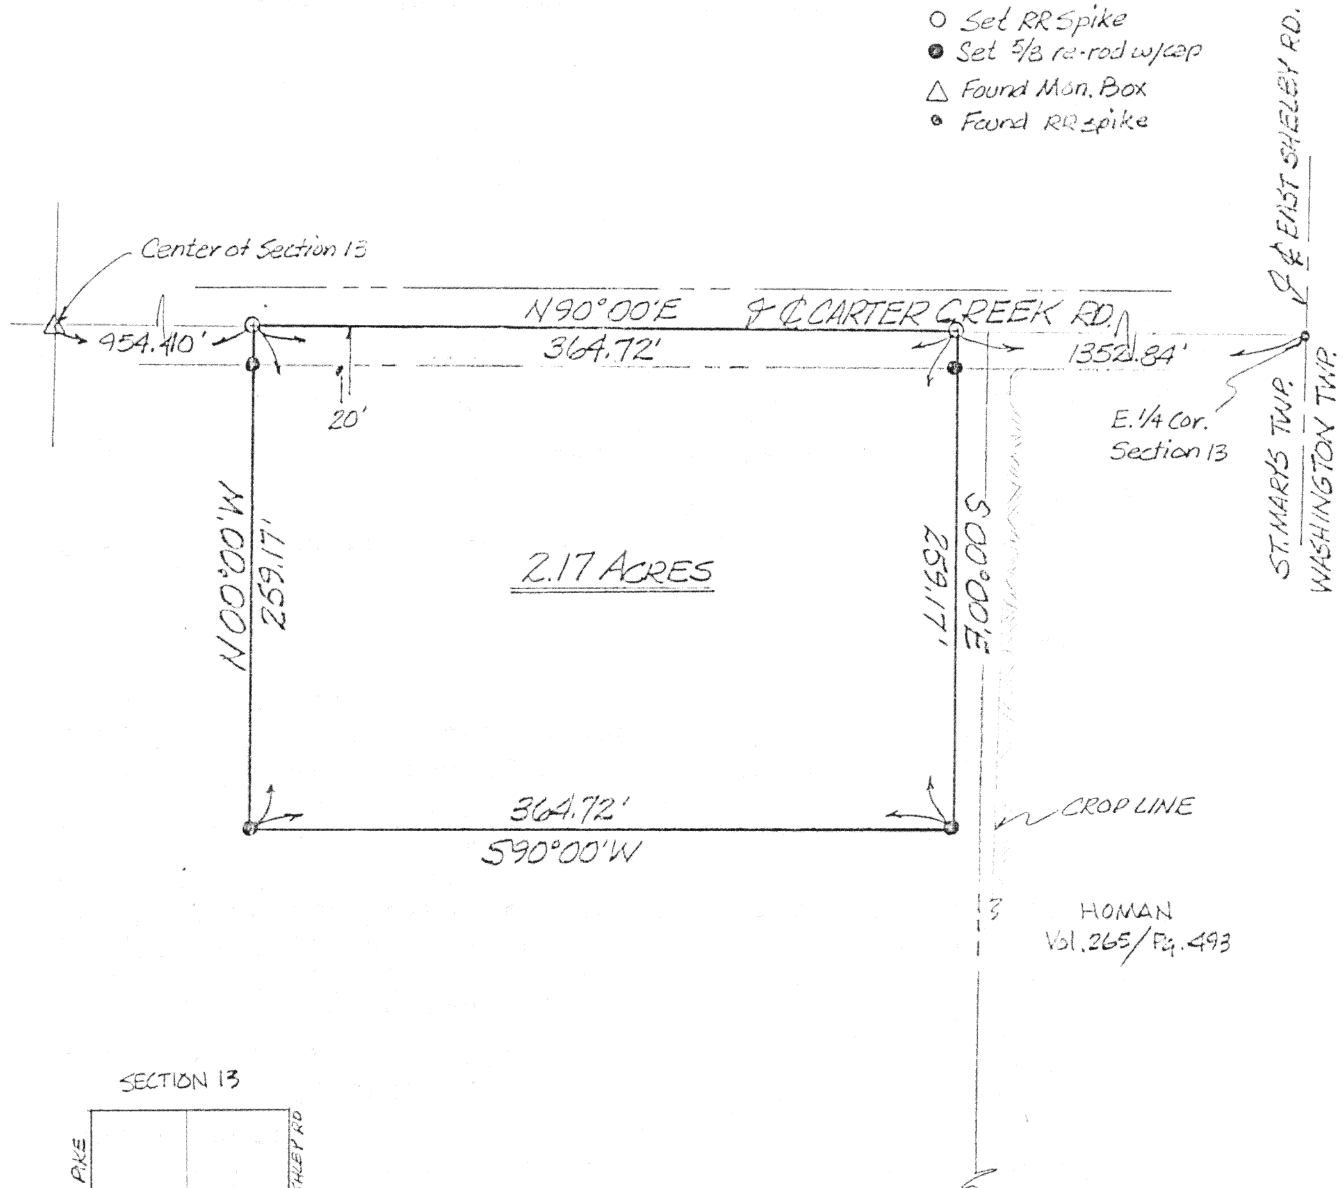 Set RR Spike
Set 5/8 re-rod w/cap
Found Mon. Box
Found RR spike
℄ EAST SHELBY RD.
Center of Section 13
N90°00'E
℄ CARTER CREEK RD.
954.40'
364.72'
1352.84'
20'
E. 1/4 Cor.
Section 13
ST. MARYS TWP.
WASHINGTON TWP.
N00°00'W
259.17'
2.17 ACRES
259.17'
S00°00'E
364.72'
S90°00'W
CROP LINE
HOMAN
Vol. 265/Pg. 493
SECTION 13
PIKE